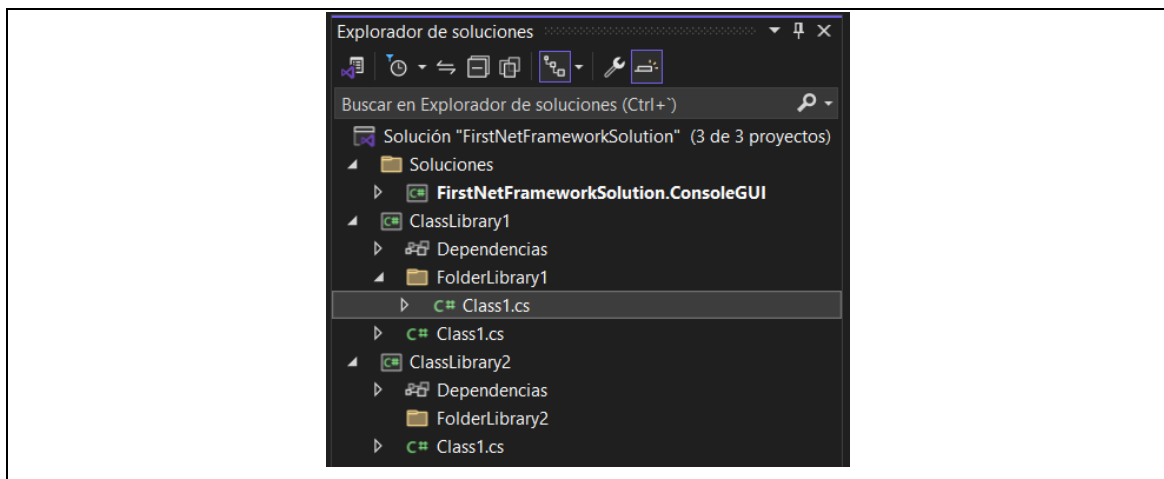 Explorador de soluciones
Buscar en Explorador de soluciones (Ctrl+`)
Solución "FirstNetFrameworkSolution" (3 de 3 proyectos)
Soluciones
C# FirstNetFrameworkSolution.ConsoleGUI
C# ClassLibrary1
Dependencias
FolderLibrary1
C# Class1.cs
C# Class1.cs
C# ClassLibrary2
Dependencias
FolderLibrary2
C# Class1.cs